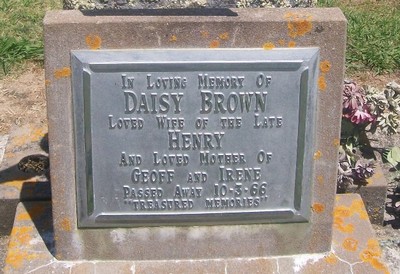 In Loving Memory Of
DAISY BROWN
Loved Wife of the Late
HENRY
And Loved Mother Of
Geoff and Irene
Passed Away 10-3-66
"Treasured Memories"